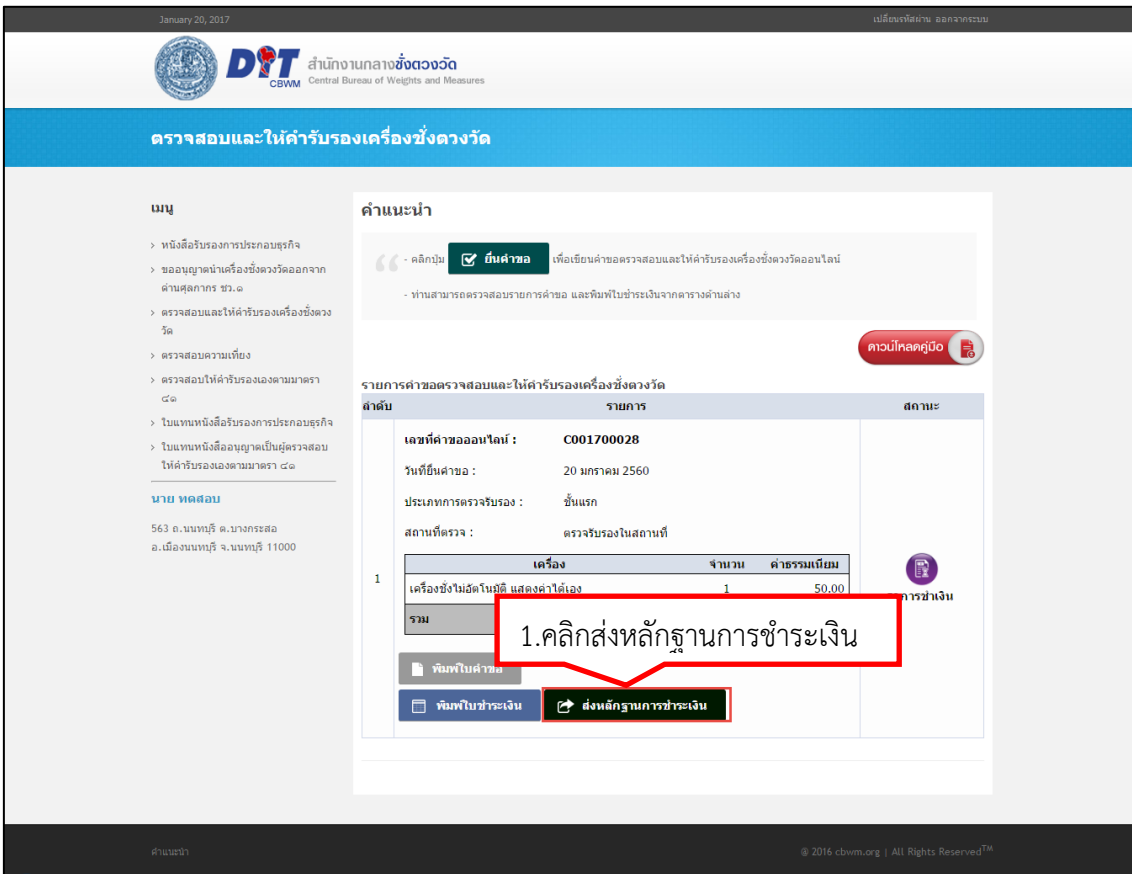 January 20, 2017
เปลี่ยนรหัสผ่าน ออกจากระบบ
DIT
CBWM
สำนักงานกลางชั่งตวงวัด
Central Bureau of Weights and Measures
ตรวจสอบและให้คำรับรองเครื่องชั่งตวงวัด
เมนู
> หนังสือรับรองการประกอบธุรกิจ
> ขออนุญาตนำเครื่องชั่งตวงวัดออกจาก
ด่านศุลกากร ชว.๑
> ตรวจสอบและให้คำรับรองเครื่องชั่งตวง
วัด
> ตรวจสอบความเที่ยง
> ตรวจสอบให้คำรับรองเองตามมาตรา
๔๑
> ใบแทนหนังสือรับรองการประกอบธุรกิจ
> ใบแทนหนังสืออนุญาตเป็นผู้ตรวจสอบ
ให้คำรับรองเองตามมาตรา ๔๑
นาย ทดสอบ
563 ถ.นนทบุรี ต.บางกระสอ
อ.เมืองนนทบุรี จ.นนทบุรี 11000
คำแนะนำ
- คลิกปุ่ม ยื่นคำขอ เพื่อเขียนคำขอตรวจสอบและให้คำรับรองเครื่องชั่งตวงวัดออนไลน์
- ท่านสามารถตรวจสอบรายการคำขอ และพิมพ์ใบชำระเงินจากตารางด้านล่าง
ดาวน์โหลดคู่มือ
รายการคำขอตรวจสอบและให้คำรับรองเครื่องชั่งตวงวัด
ลำดับ รายการ สถานะ
เลขที่คำขอออนไลน์ : C001700028
วันที่ยื่นคำขอ : 20 มกราคม 2560
ประเภทการตรวจรับรอง : ชั้นแรก
สถานที่ตรวจ : ตรวจรับรองในสถานที่
เครื่อง จำนวน ค่าธรรมเนียม
1 เครื่องชั่งไม่อัตโนมัติ แสดงค่าได้เอง 1 50.00
การชำเงิน
รวม
1.คลิกส่งหลักฐานการชำระเงิน
พิมพ์ใบคำขอ
พิมพ์ใบชำระเงิน ส่งหลักฐานการชำระเงิน
คำแนะนำ
© 2016 cbwm.org | All Rights Reserved™